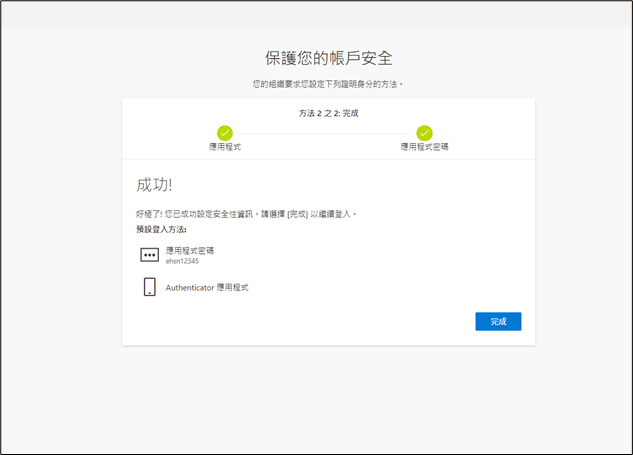 保護您的帳戶安全
您的組織要求您設定下列證明身分的方法。
方法 2 之 2: 完成
應用程式
應用程式密碼
成功!
好極了! 您已成功設定安全性資訊。請選擇 [完成] 以繼續登入。
預設登入方法:
應用程式密碼
ehsn12345
Authenticator 應用程式
完成